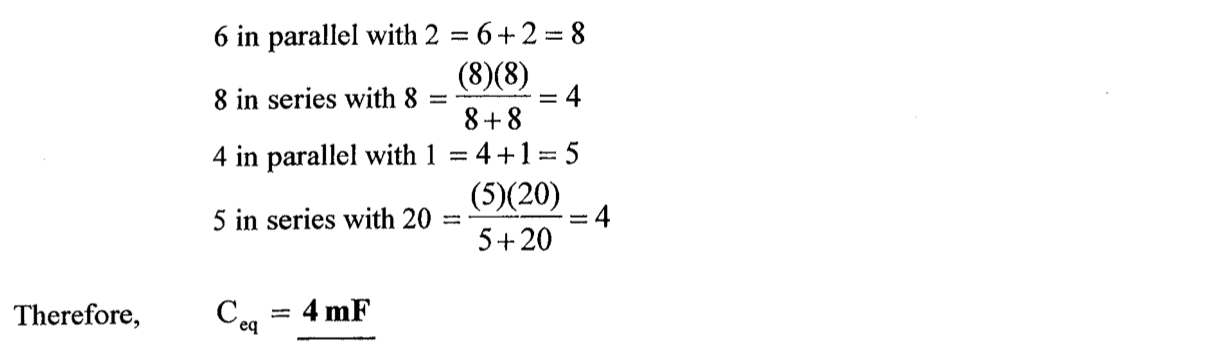 6 in parallel with 2 = 6+2 = 8
8 in series with 8 = (8)(8)/8+8 = 4
4 in parallel with 1 = 4+1 = 5
5 in series with 20 = (5)(20)/5+20 = 4
Therefore, C_eq = 4 mF